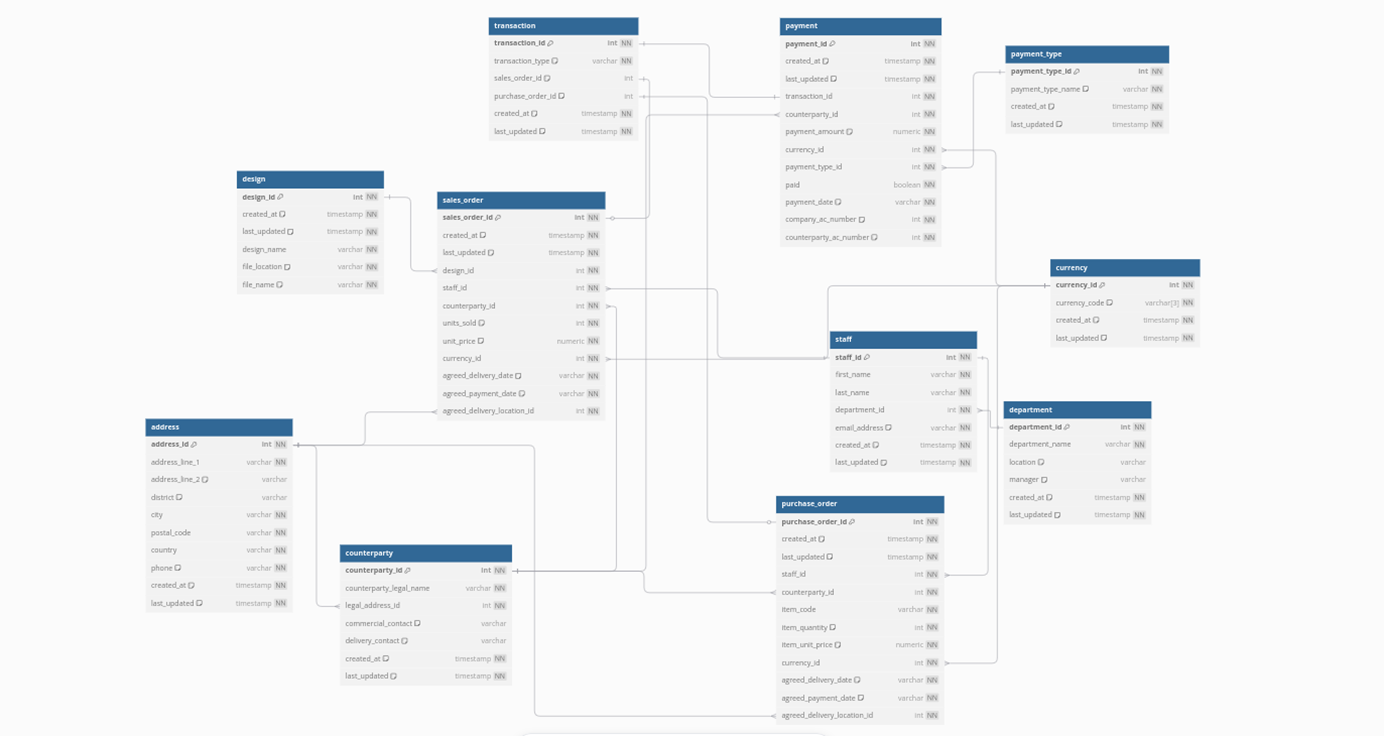 transaction
transaction_id int NN
transaction_type varchar NN
sales_order_id int
purchase_order_id int
created_at timestamp NN
last_updated timestamp NN
payment
payment_id int NN
created_at timestamp NN
last_updated timestamp NN
transaction_id int NN
counterparty_id int NN
payment_amount numeric NN
currency_id int NN
payment_type_id int NN
paid boolean NN
payment_date varchar NN
company_ac_number int NN
counterparty_ac_number int NN
payment_type
payment_type_id int NN
payment_type_name varchar NN
created_at timestamp NN
last_updated timestamp NN
design
design_id int NN
created_at timestamp NN
last_updated timestamp NN
design_name varchar NN
file_location varchar NN
file_name varchar NN
sales_order
sales_order_id int NN
created_at timestamp NN
last_updated timestamp NN
design_id int NN
staff_id int NN
counterparty_id int NN
units_sold int NN
unit_price numeric NN
currency_id int NN
agreed_delivery_date varchar NN
agreed_payment_date varchar NN
agreed_delivery_location_id int NN
currency
currency_id int NN
currency_code varchar[3] NN
created_at timestamp NN
last_updated timestamp NN
staff
staff_id int NN
first_name varchar NN
last_name varchar NN
department_id int NN
email_address varchar NN
created_at timestamp NN
last_updated timestamp NN
department
department_id int NN
department_name varchar NN
location varchar
manager varchar
created_at timestamp NN
last_updated timestamp NN
address
address_id int NN
address_line_1 varchar NN
address_line_2 varchar
district varchar
city varchar NN
postal_code varchar NN
country varchar NN
phone varchar NN
created_at timestamp NN
last_updated timestamp NN
counterparty
counterparty_id int NN
counterparty_legal_name varchar NN
legal_address_id int NN
commercial_contact varchar
delivery_contact varchar
created_at timestamp NN
last_updated timestamp NN
purchase_order
purchase_order_id int NN
created_at timestamp NN
last_updated timestamp NN
staff_id int NN
counterparty_id int NN
item_code varchar NN
item_quantity int NN
item_unit_price numeric NN
currency_id int NN
agreed_delivery_date varchar NN
agreed_payment_date varchar NN
agreed_delivery_location_id int NN